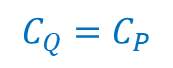 C_Q = C_P